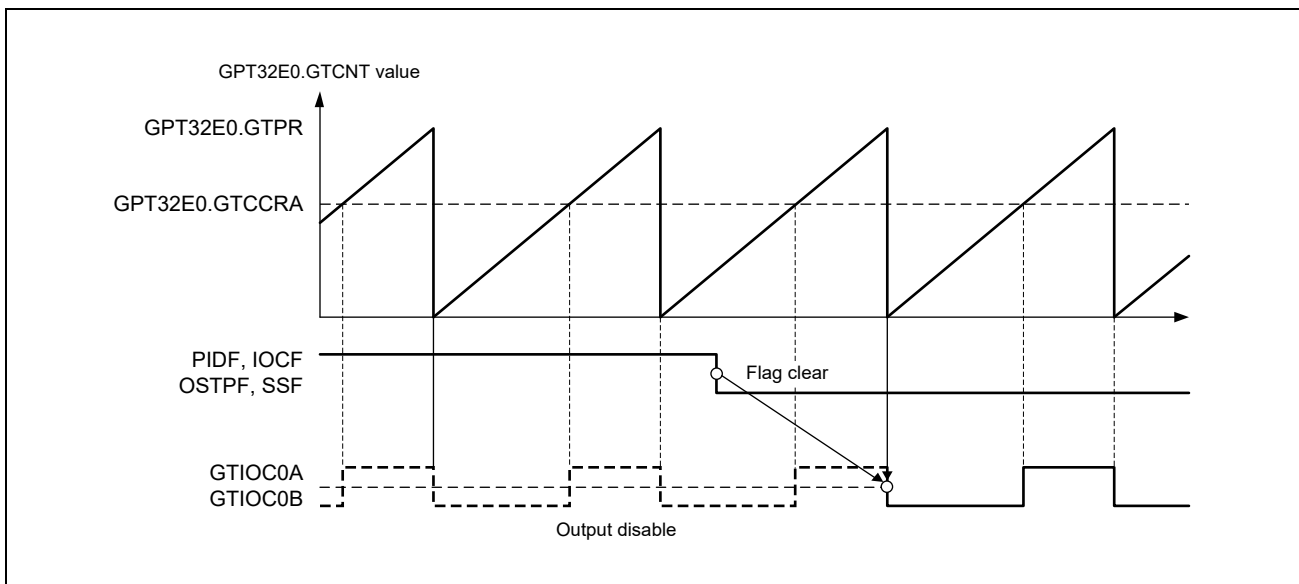 GPT32E0.GTCNT value
GPT32E0.GTPR
GPT32E0.GTCCRA
PIDF, IOCF
OSTPF, SSF
Flag clear
GTIOC0A
GTIOC0B
Output disable